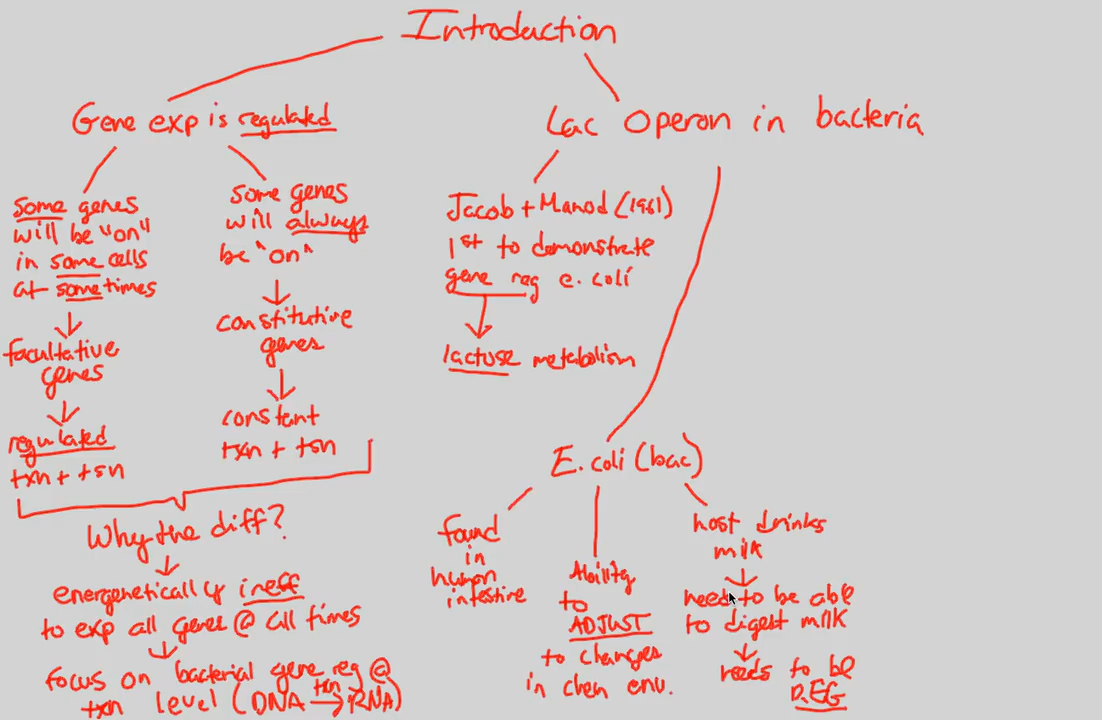 Introduction
Gene exp is regulated
Some genes
will be "on"
in some cells
at some times
facultative
genes
regulated
txn + tsn
Some genes
will always
be "on"
constitutive
genes
constant
txn + tsn
Why the diff?
energenetically ineff
to exp all genes @ all times
focus on bacterial gene reg @
txn level (DNA txn→ RNA)
Lac Operon in bacteria
Jacob + Manod (1961)
1st to demonstrate
gene reg e. coli
lactose metabolism
E. coli (bac)
found
in
human
intestine
Ability
to
ADJUST
to changes
in chem env.
host drinks
milk
need to be able
to digest milk
needs to be
REG